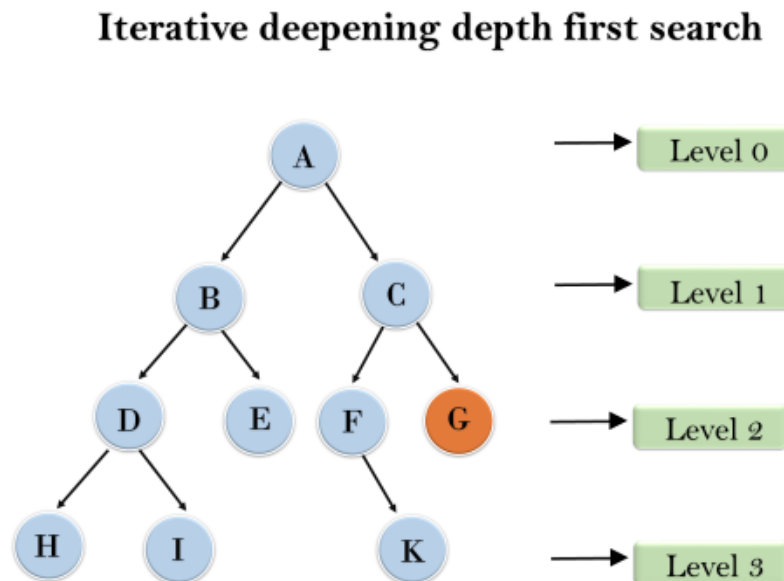 Iterative deepening depth first search
A
Level 0
B
C
Level 1
D
E
F
G
Level 2
H
I
K
Level 3